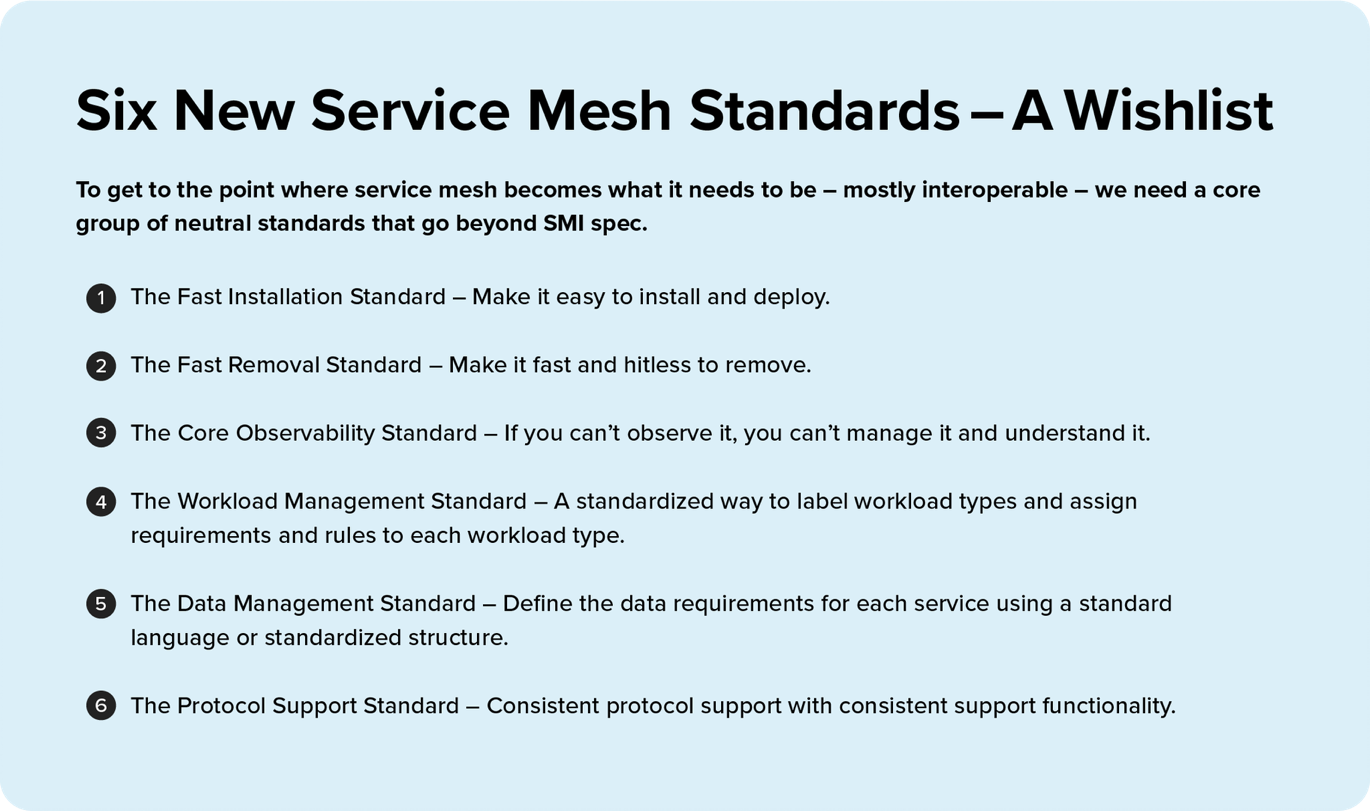 Six New Service Mesh Standards – A Wishlist
To get to the point where service mesh becomes what it needs to be – mostly interoperable – we need a core
group of neutral standards that go beyond SMI spec.
1 The Fast Installation Standard – Make it easy to install and deploy.
2 The Fast Removal Standard – Make it fast and hitless to remove.
3 The Core Observability Standard – If you can’t observe it, you can’t manage it and understand it.
4 The Workload Management Standard – A standardized way to label workload types and assign
requirements and rules to each workload type.
5 The Data Management Standard – Define the data requirements for each service using a standard
language or standardized structure.
6 The Protocol Support Standard – Consistent protocol support with consistent support functionality.